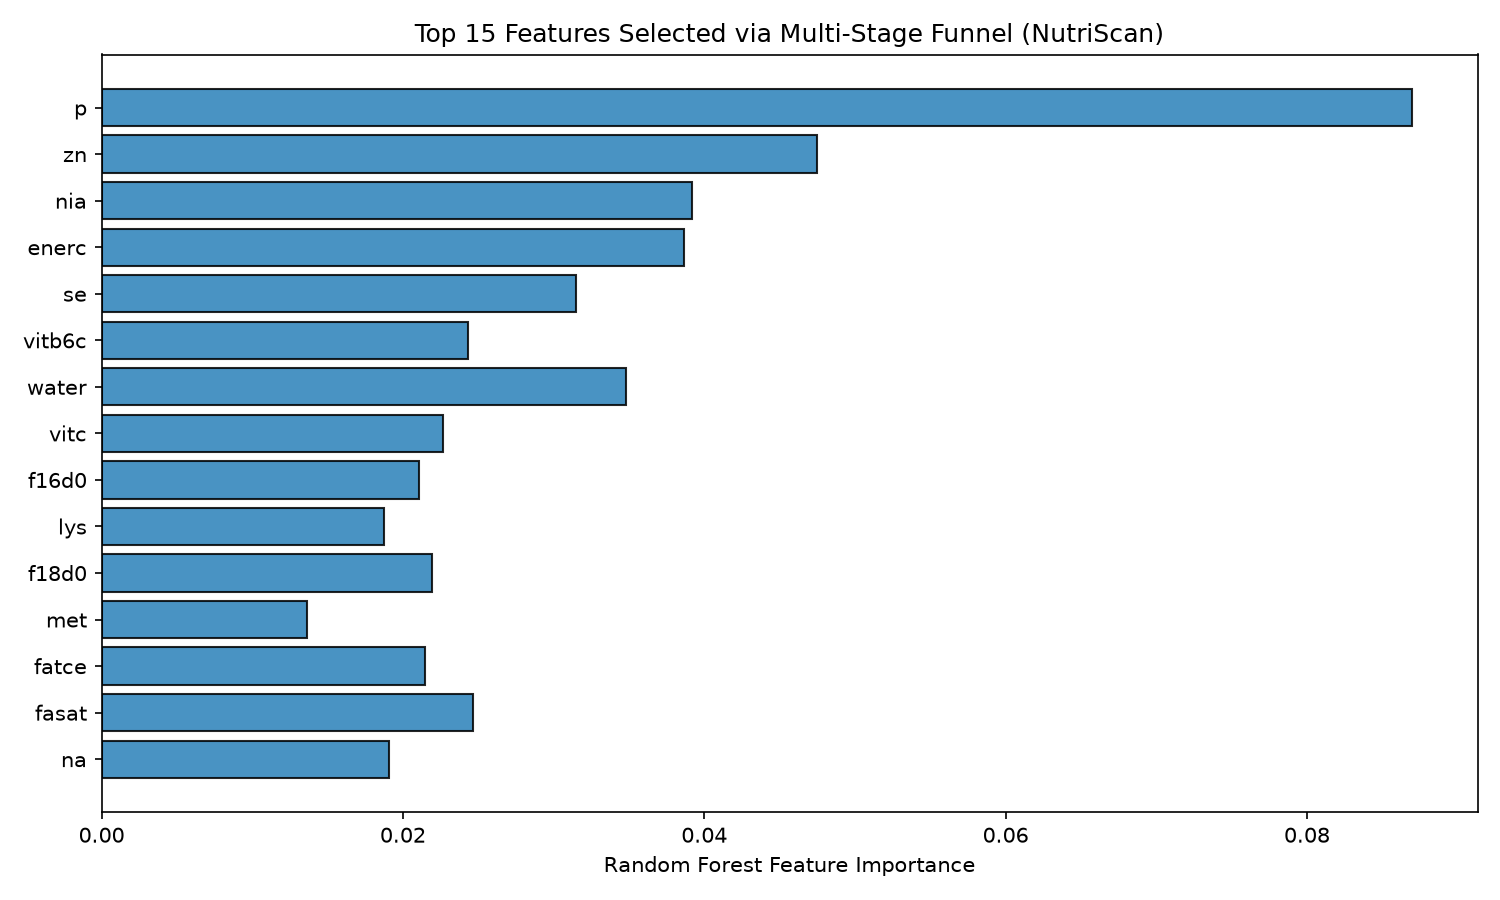 Top 15 Features Selected via Multi-Stage Funnel (NutriScan)
p
zn
nia
enerc
se
vitb6c
water
vitc
f16d0
lys
f18d0
met
fatce
fasat
na
0.00 0.02 0.04 0.06 0.08
Random Forest Feature Importance